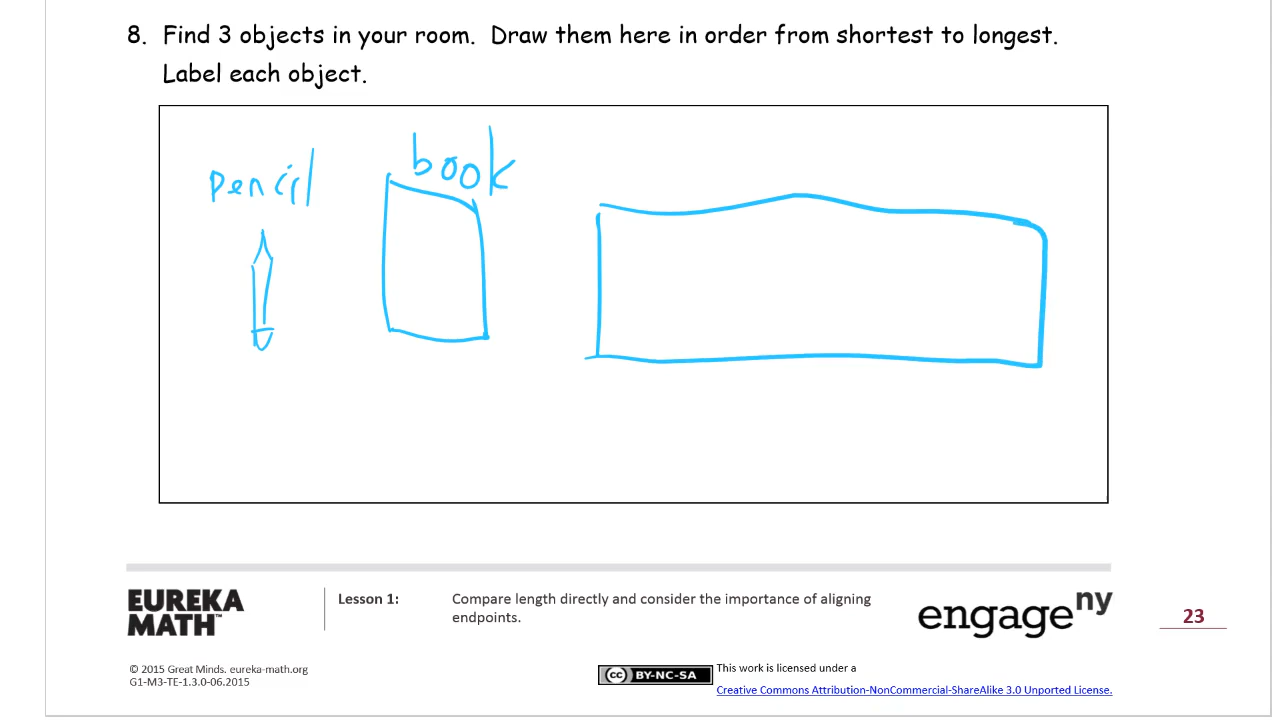 8. Find 3 objects in your room. Draw them here in order from shortest to longest.
Label each object.
pencil
book
EUREKA
MATH™
Lesson 1:
Compare length directly and consider the importance of aligning
endpoints.
engage ny
23
© 2015 Great Minds. eureka-math.org
G1-M3-TE-1.3.0-06.2015
cc BY-NC-SA
This work is licensed under a
Creative Commons Attribution-NonCommercial-ShareAlike 3.0 Unported License.